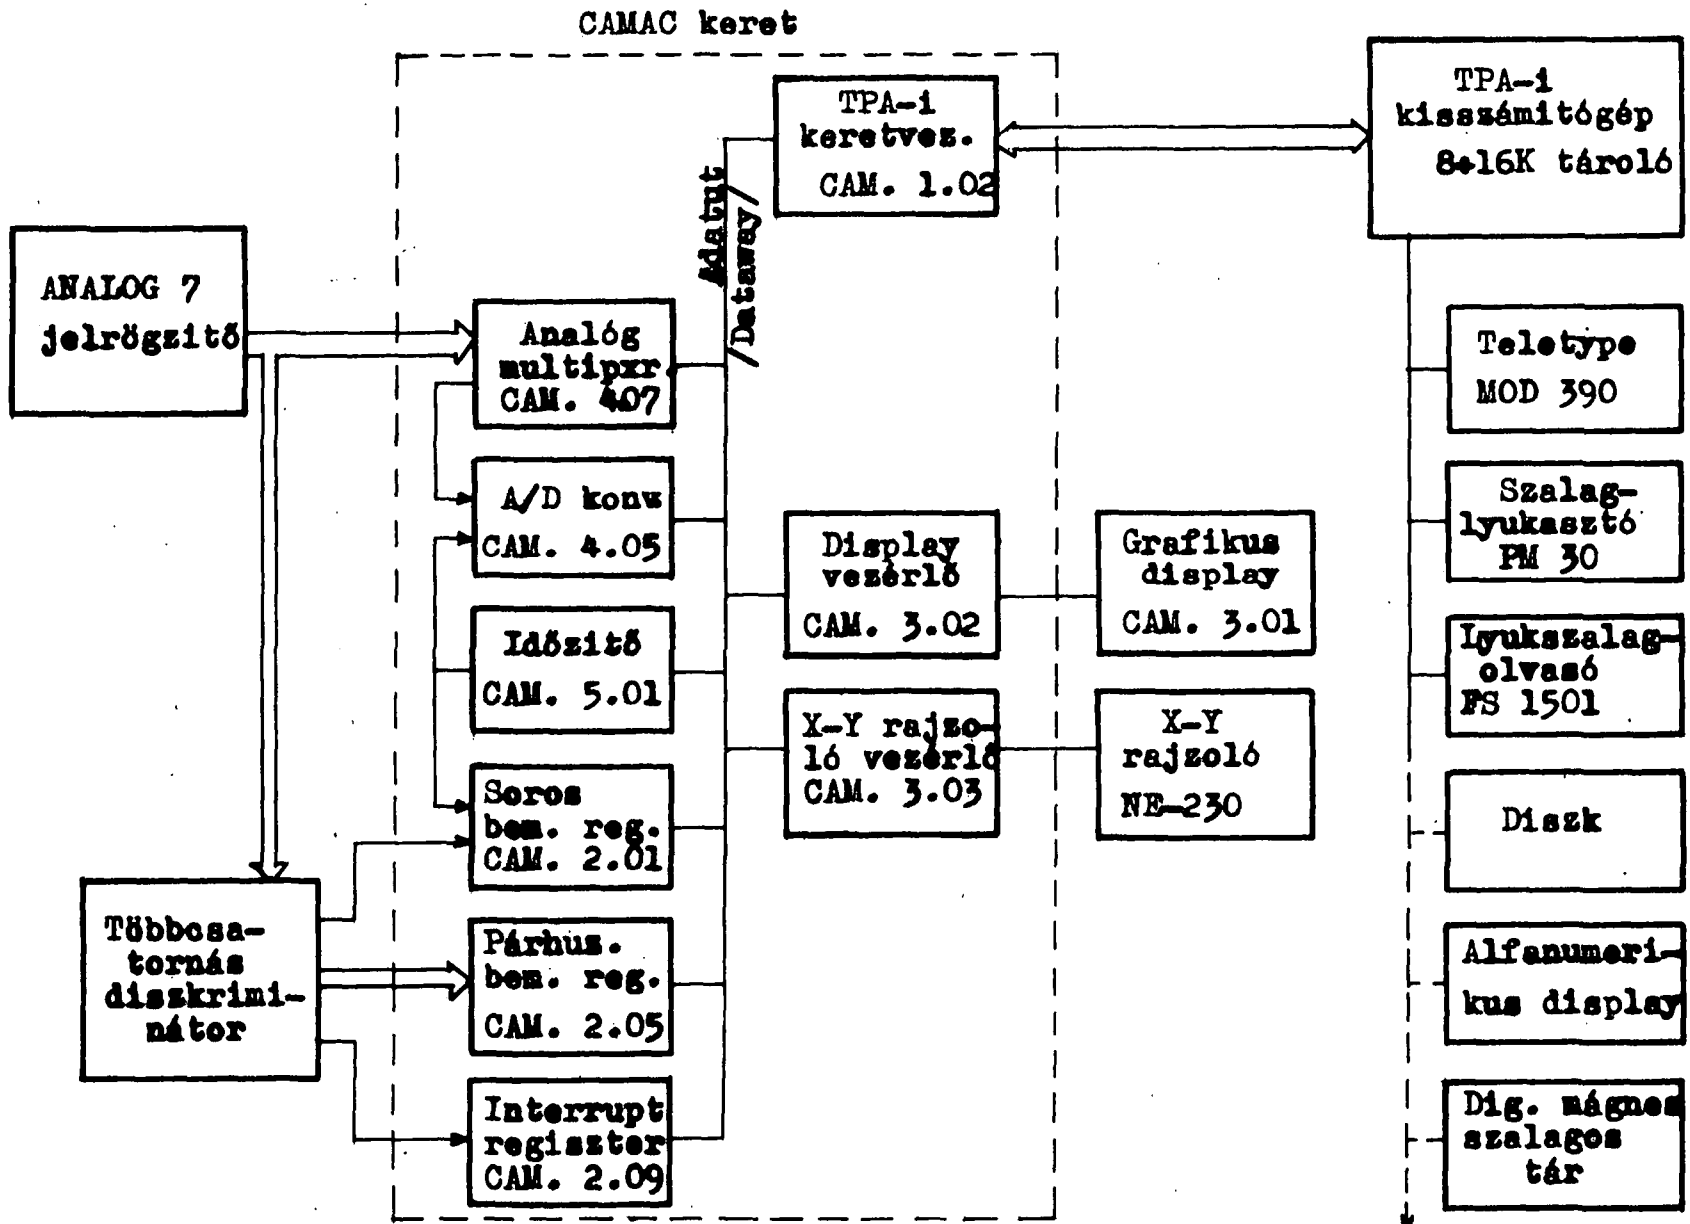 CAMAC keret
TPA-i
keretvez.
CAM. 1.02
TPA-i
kisszámitógép
8+16K tároló
Adatut
/Dataway/
ANALOG 7
jelrögzitő
Analóg
multipxr.
CAM. 4.07
A/D konv
CAM. 4.05
Időzitő
CAM. 5.01
Soros
bem. reg.
CAM. 2.01
Párhuz.
bem. reg.
CAM. 2.05
Interrupt
regiszter
CAM. 2.09
Többcsa-
tornás
diszkrimi-
nátor
Display
vezérlő
CAM. 3.02
X-Y rajzo-
ló vezérlő
CAM. 3.03
Grafikus
display
CAM. 3.01
X-Y
rajzoló
NE-230
Teletype
MOD 390
Szalag-
lyukasztó
PM 30
Lyukszalag-
olvasó
FS 1501
Diszk
Alfanumeri-
kus display
Dig. mágnes
szalagos
tár